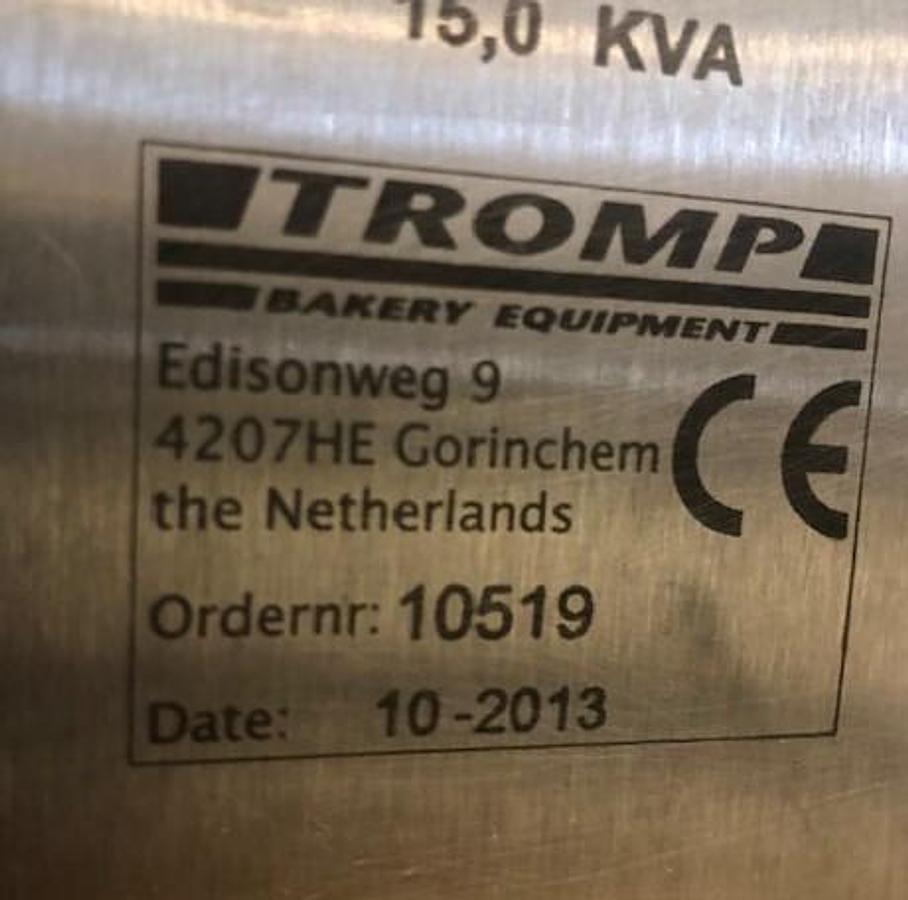 15,0 KVA
TROMP
BAKERY EQUIPMENT
Edisonweg 9
4207HE Gorinchem
the Netherlands
CE
Ordernr: 10519
Date: 10-2013